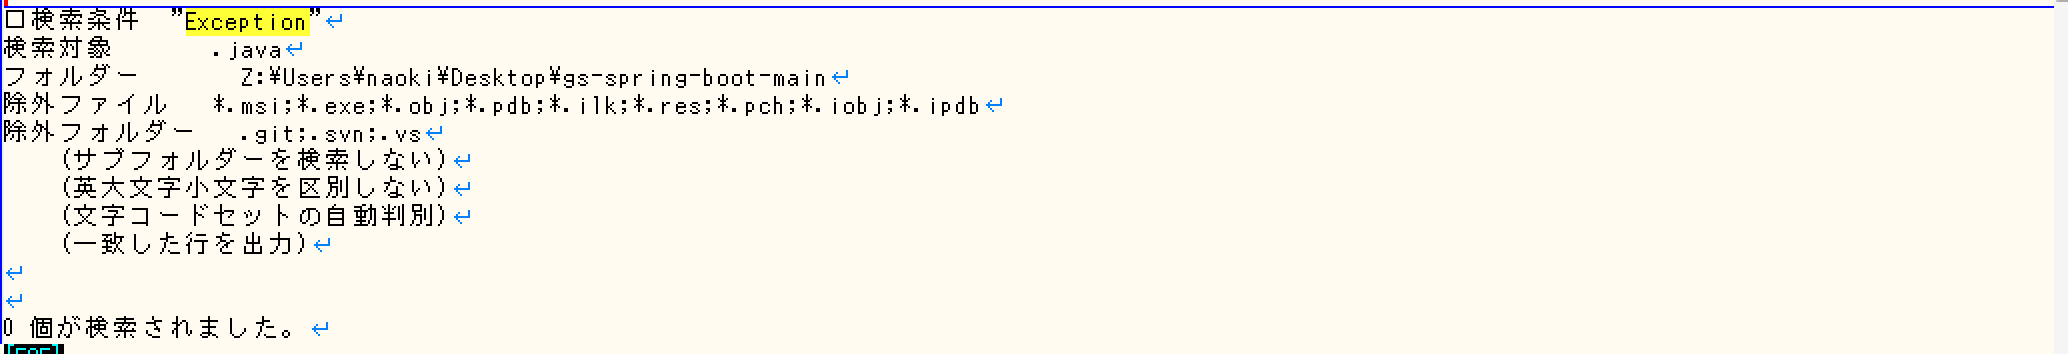 □検索条件  "Exception"↵
検索対象       .java↵
フォルダー       Z:¥Users¥naoki¥Desktop¥gs-spring-boot-main↵
除外ファイル   *.msi;*.exe;*.obj;*.pdb;*.ilk;*.res;*.pch;*.iobj;*.ipdb↵
除外フォルダー   .git;.svn;.vs↵
    (サブフォルダーを検索しない)↵
    (英大文字小文字を区別しない)↵
    (文字コードセットの自動判別)↵
    (一致した行を出力)↵
↵
↵
0 個が検索されました。↵
[EOF]